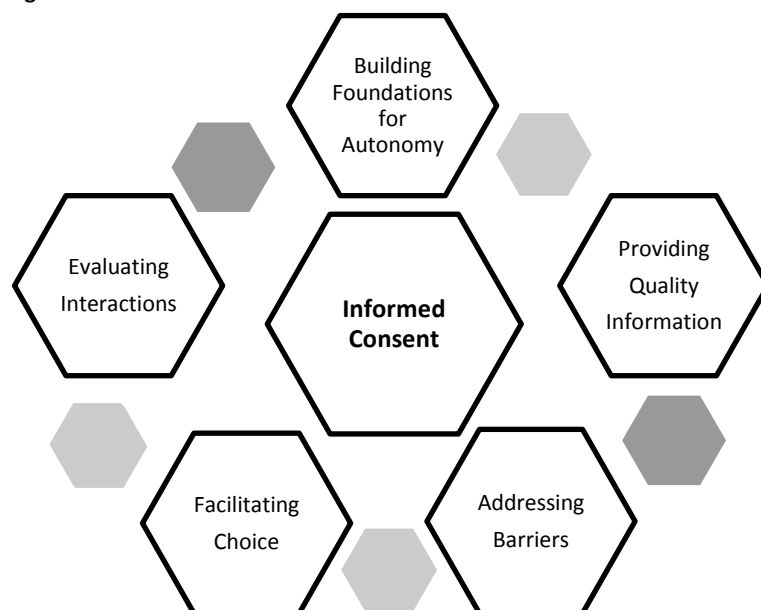 Building
Foundations
for
Autonomy
Evaluating
Interactions
Providing
Quality
Information
Informed
Consent
Facilitating
Choice
Addressing
Barriers